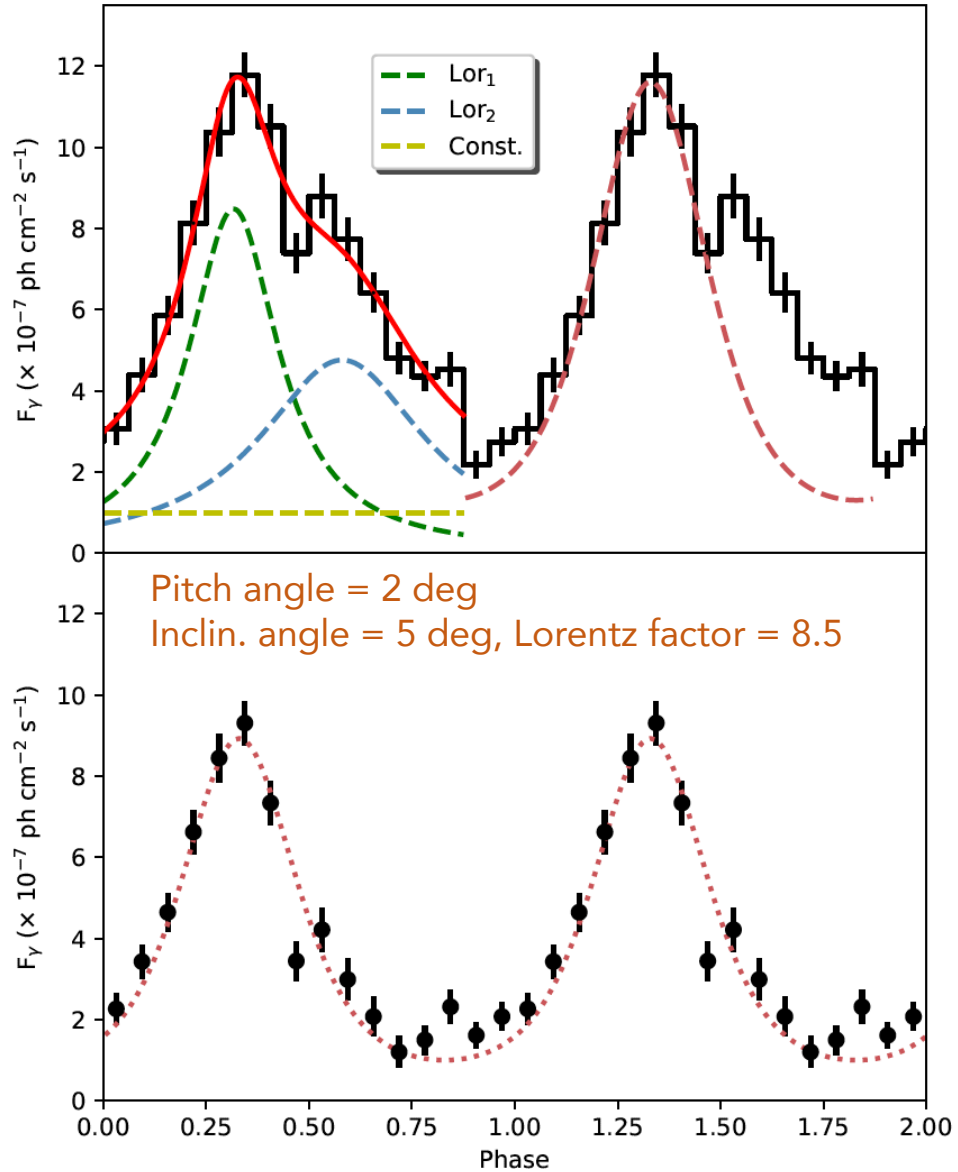 12
10
8
6
4
2
0
F_γ (× 10⁻⁷ ph cm⁻² s⁻¹)
Lor₁
Lor₂
Const.
Pitch angle = 2 deg
Inclin. angle = 5 deg, Lorentz factor = 8.5
12
10
8
6
4
2
0
F_γ (× 10⁻⁷ ph cm⁻² s⁻¹)
0.00 0.25 0.50 0.75 1.00 1.25 1.50 1.75 2.00
Phase